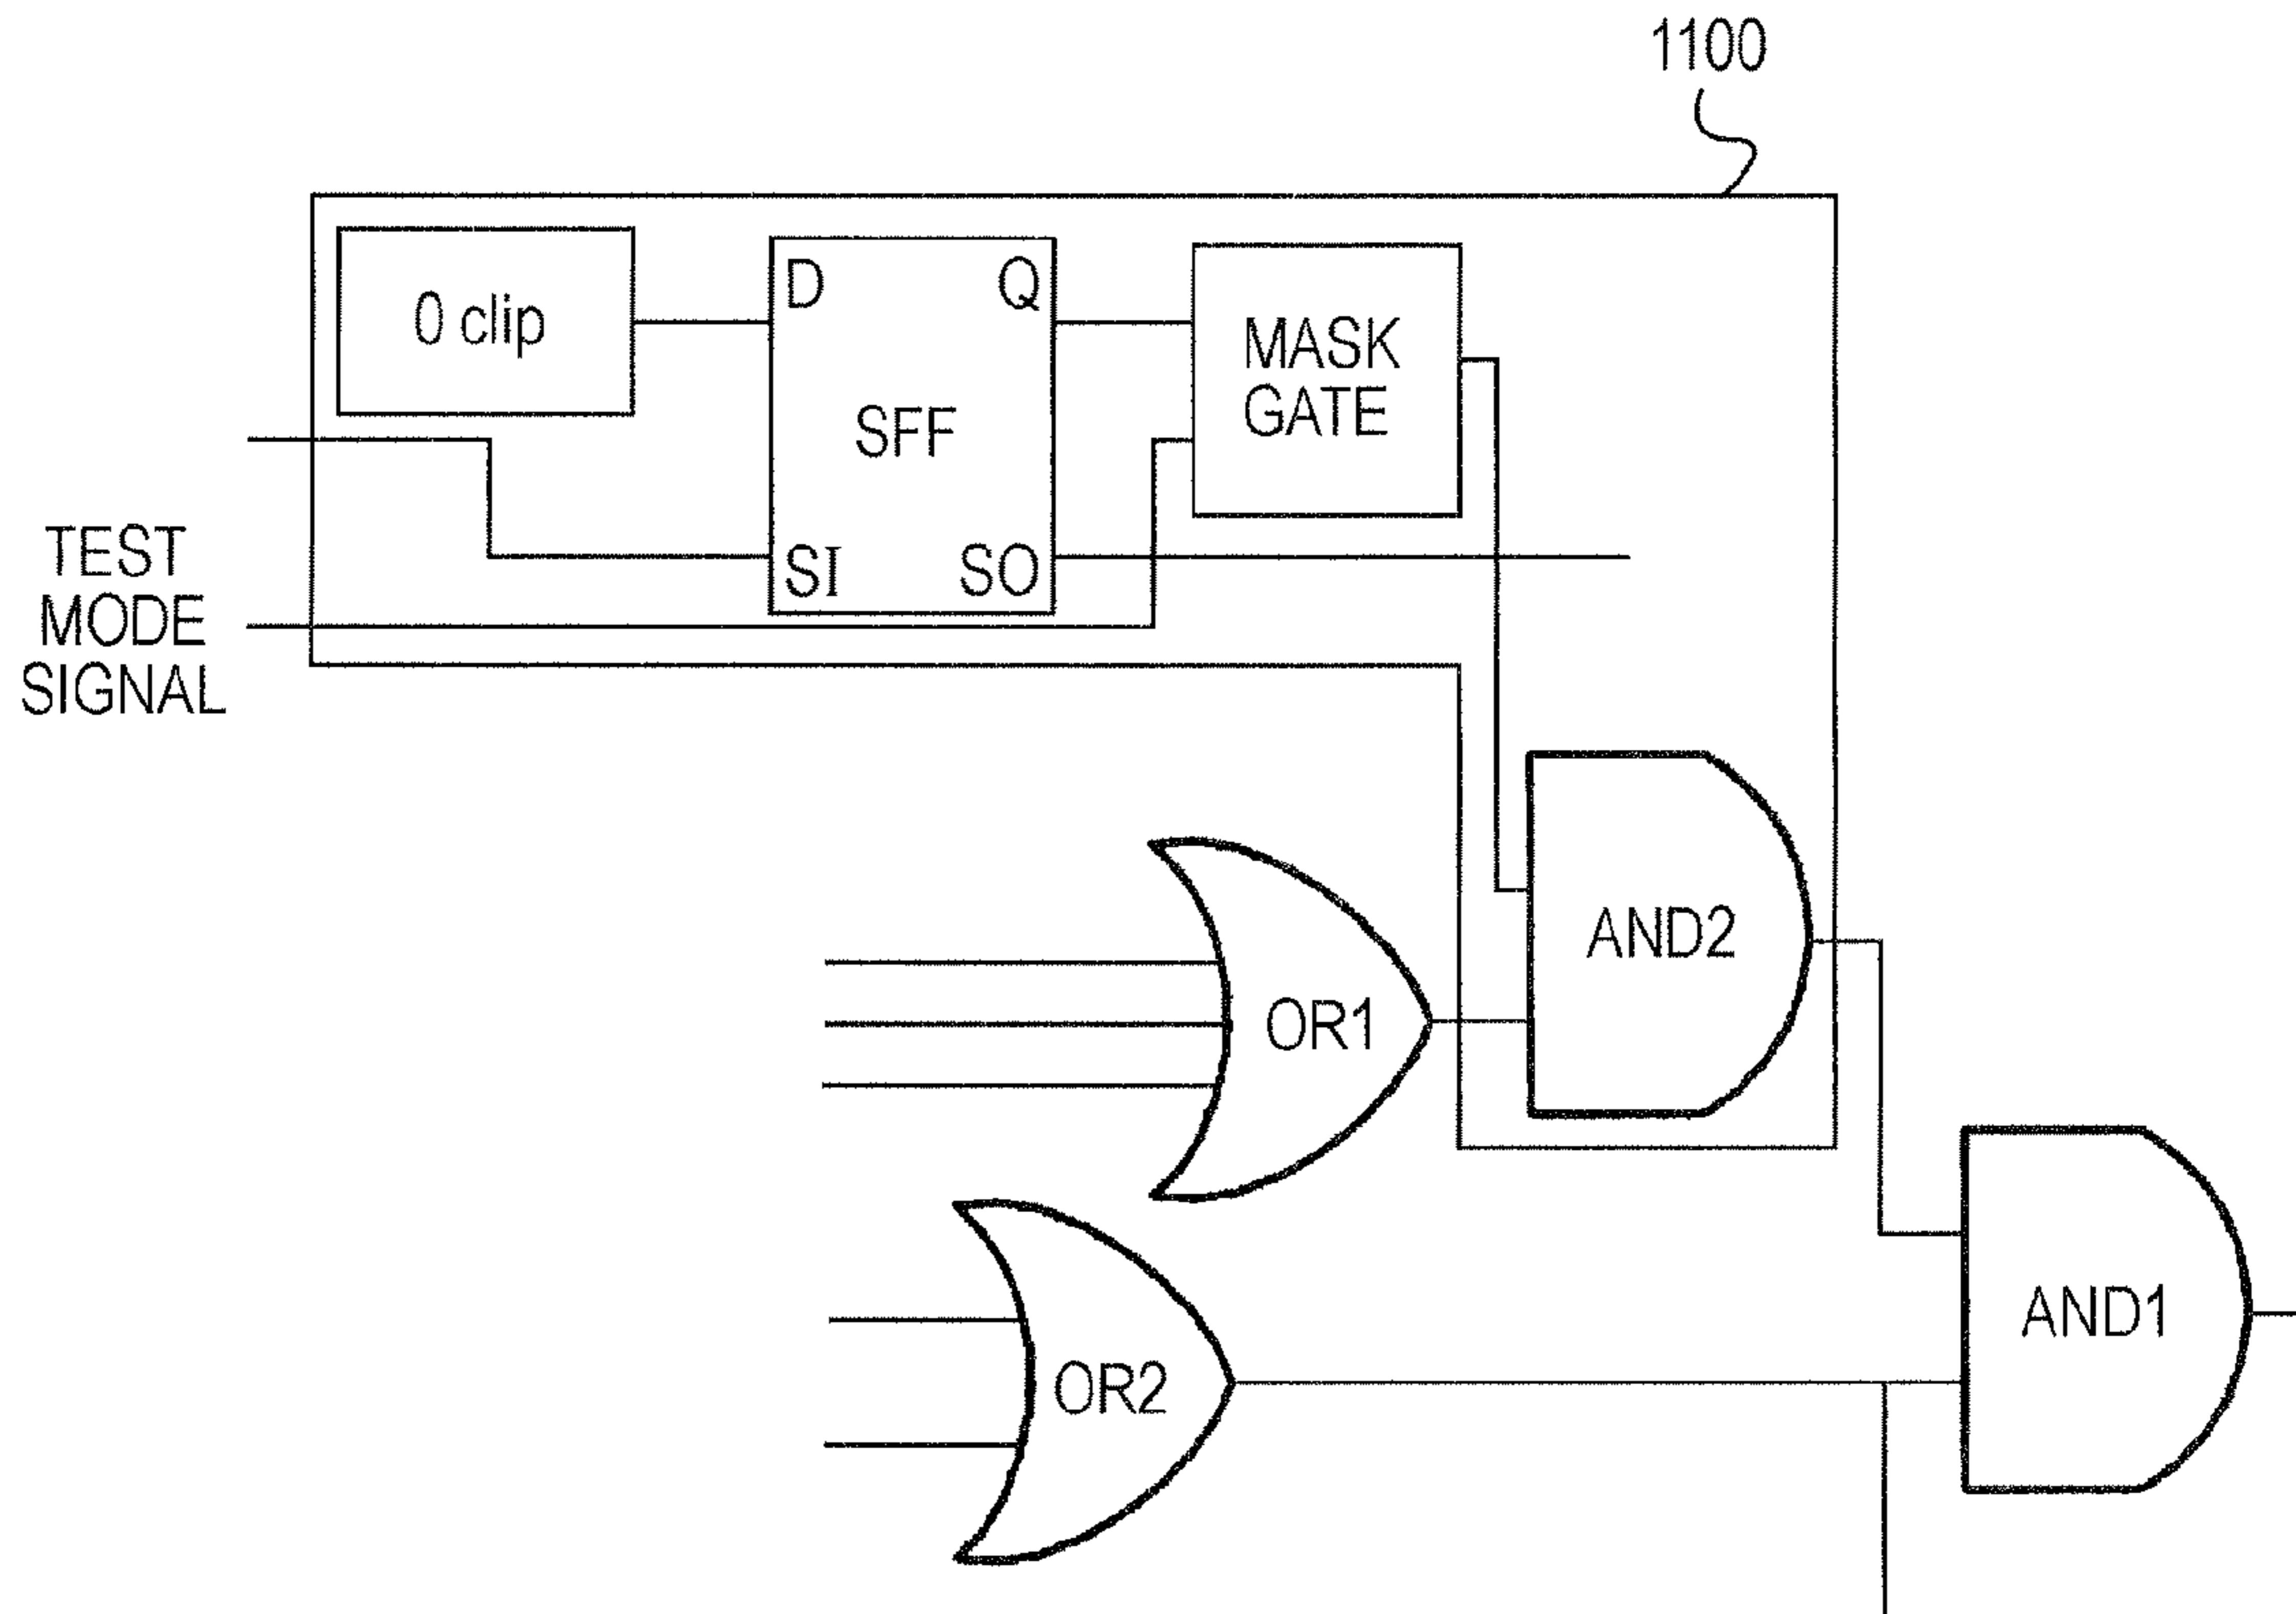 1100
0 clip
D
Q
SFF
SI
SO
MASK
GATE
TEST
MODE
SIGNAL
AND2
OR1
AND1
OR2